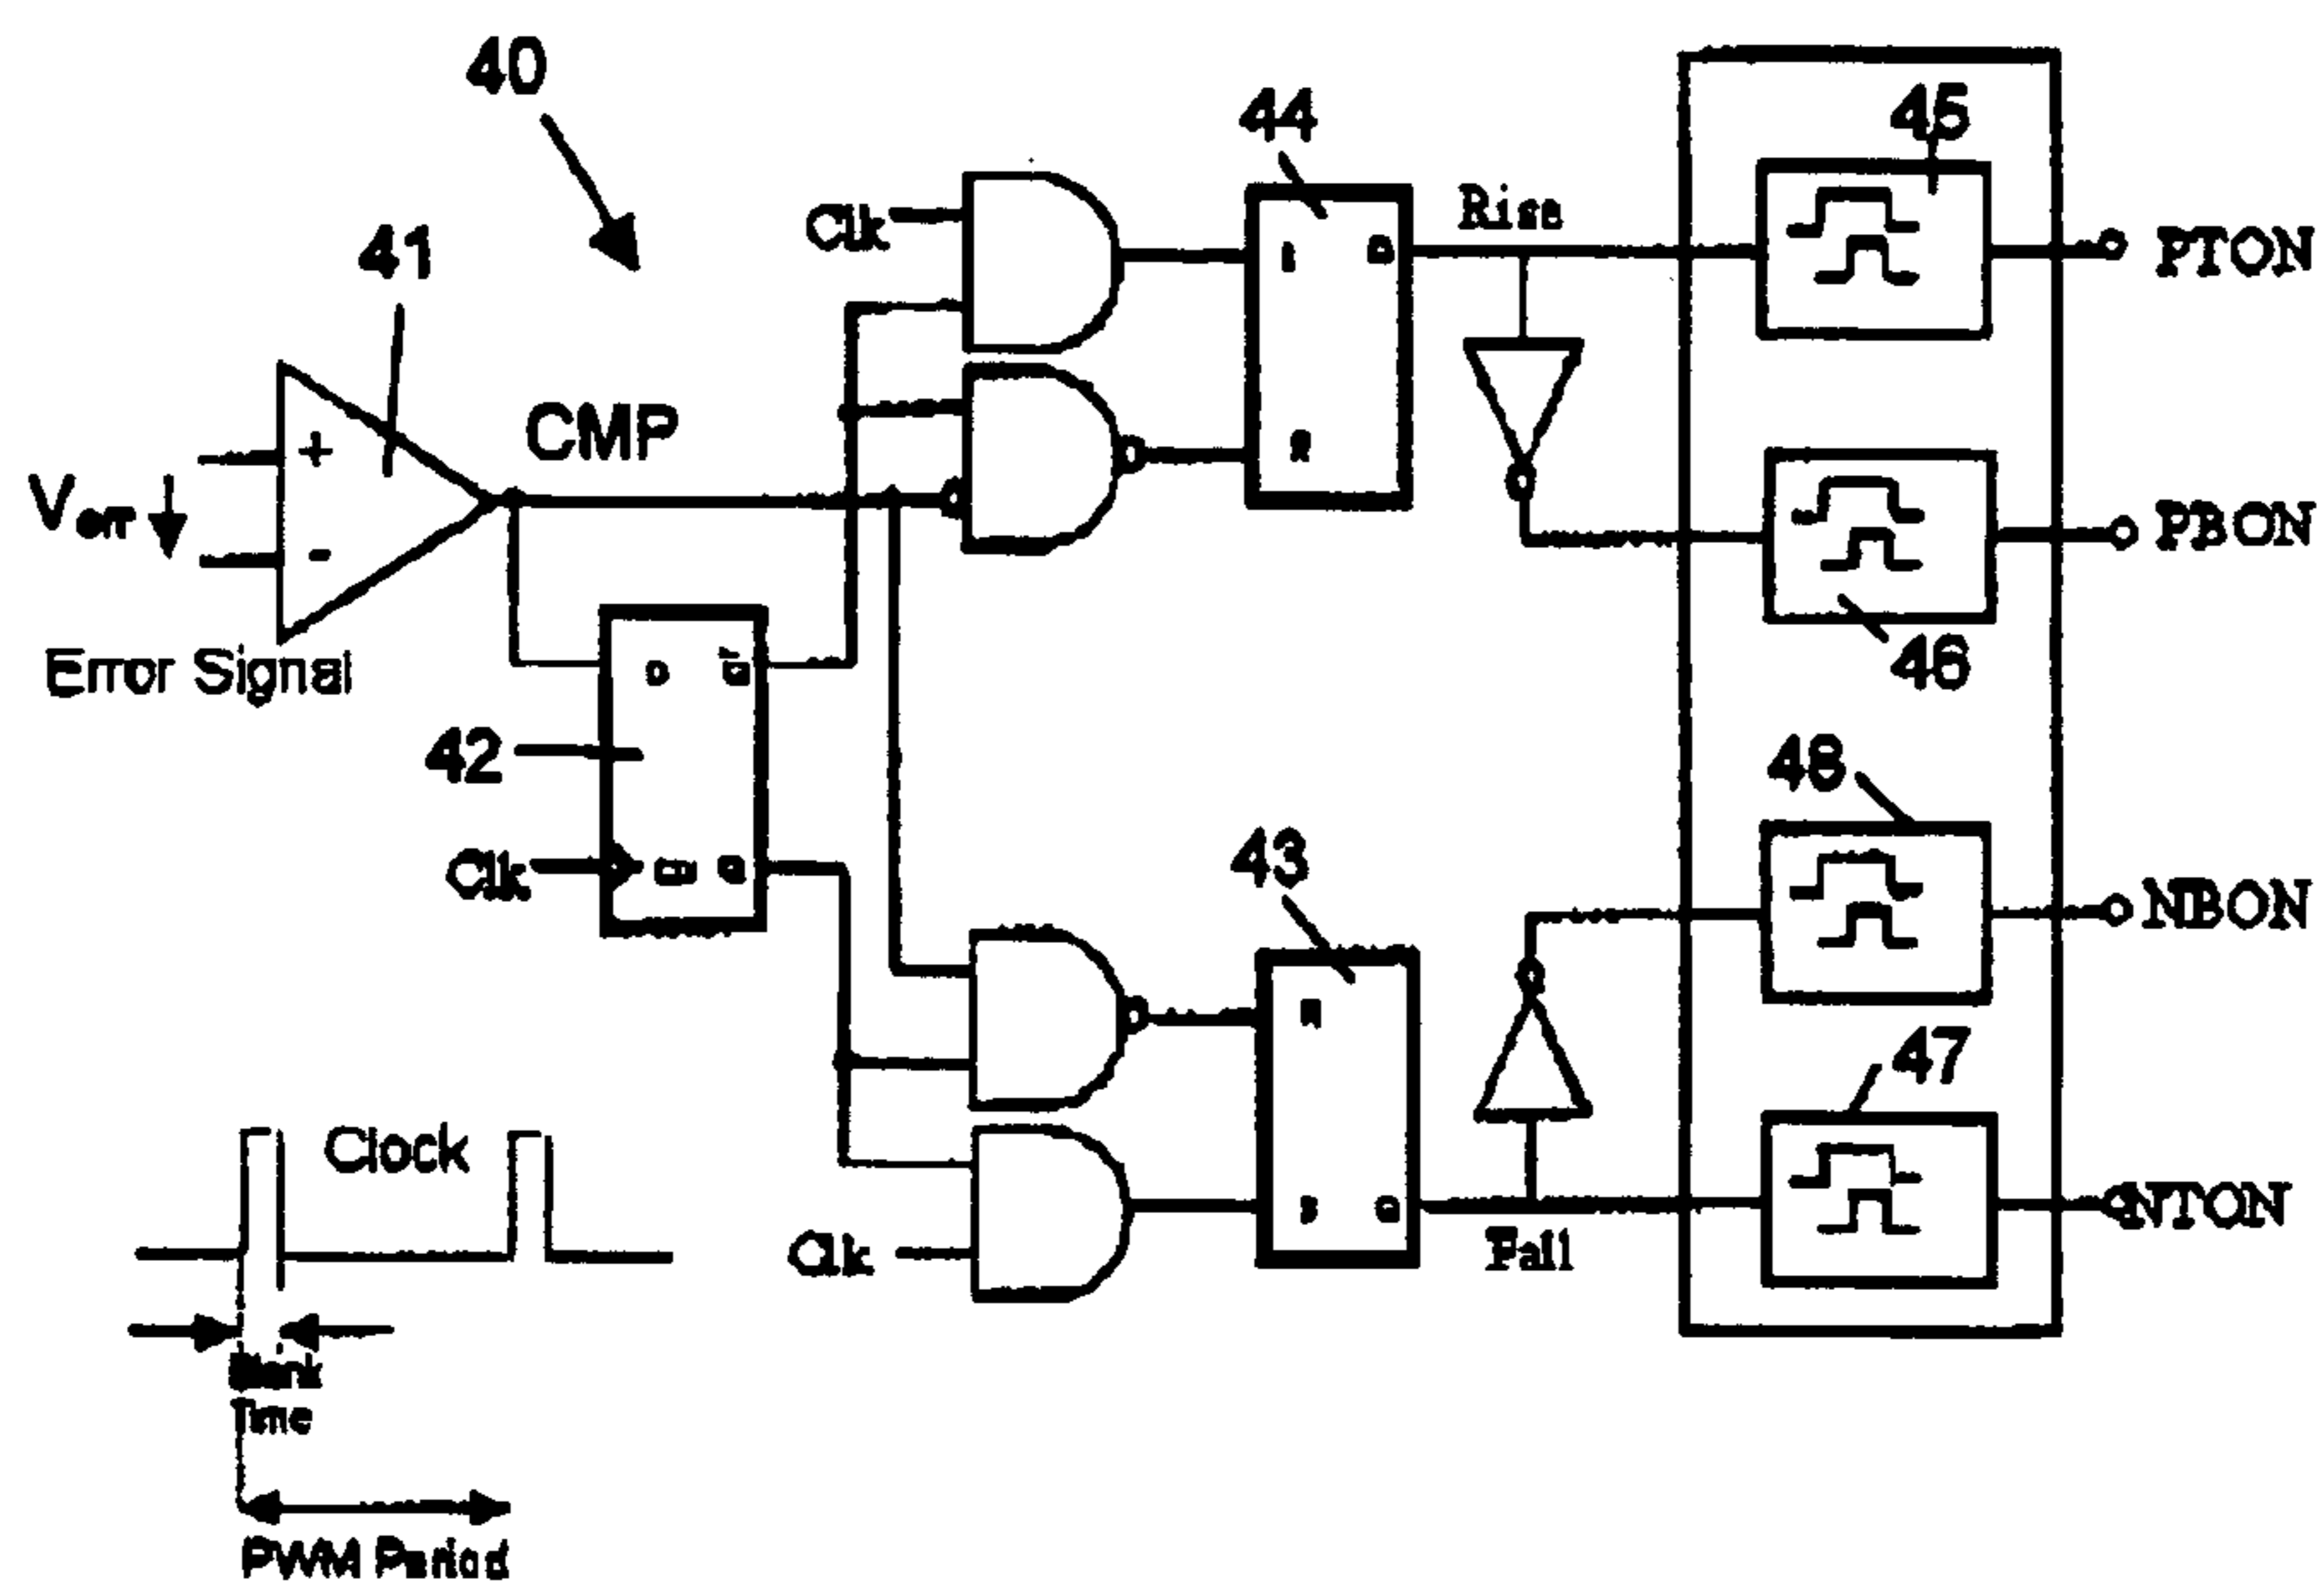 40
44
45
Clk
Rise
PTON
41
CMP
+
Verr
-
PBON
Error Signal
46
D
42
48
Clk
Q
43
NBON
47
Clock
S
Q
NTON
Clk
Fall
Blank
Time
PWM Period